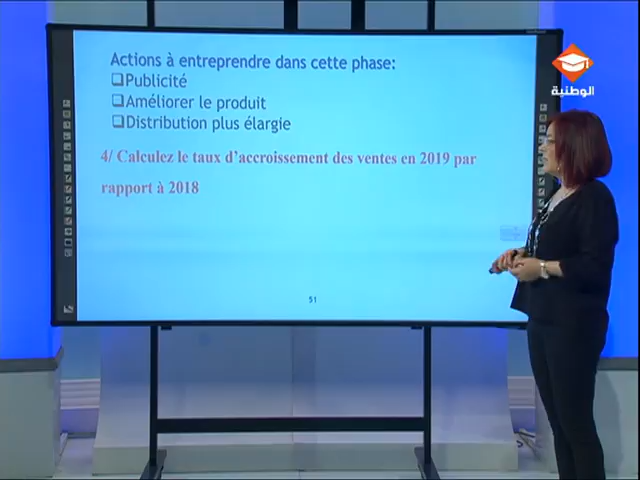 Actions à entreprendre dans cette phase:
❑Publicité
❑Améliorer le produit
❑Distribution plus élargie
4/ Calculez le taux d’accroissement des ventes en 2019 par
rapport à 2018
51
الوطنية